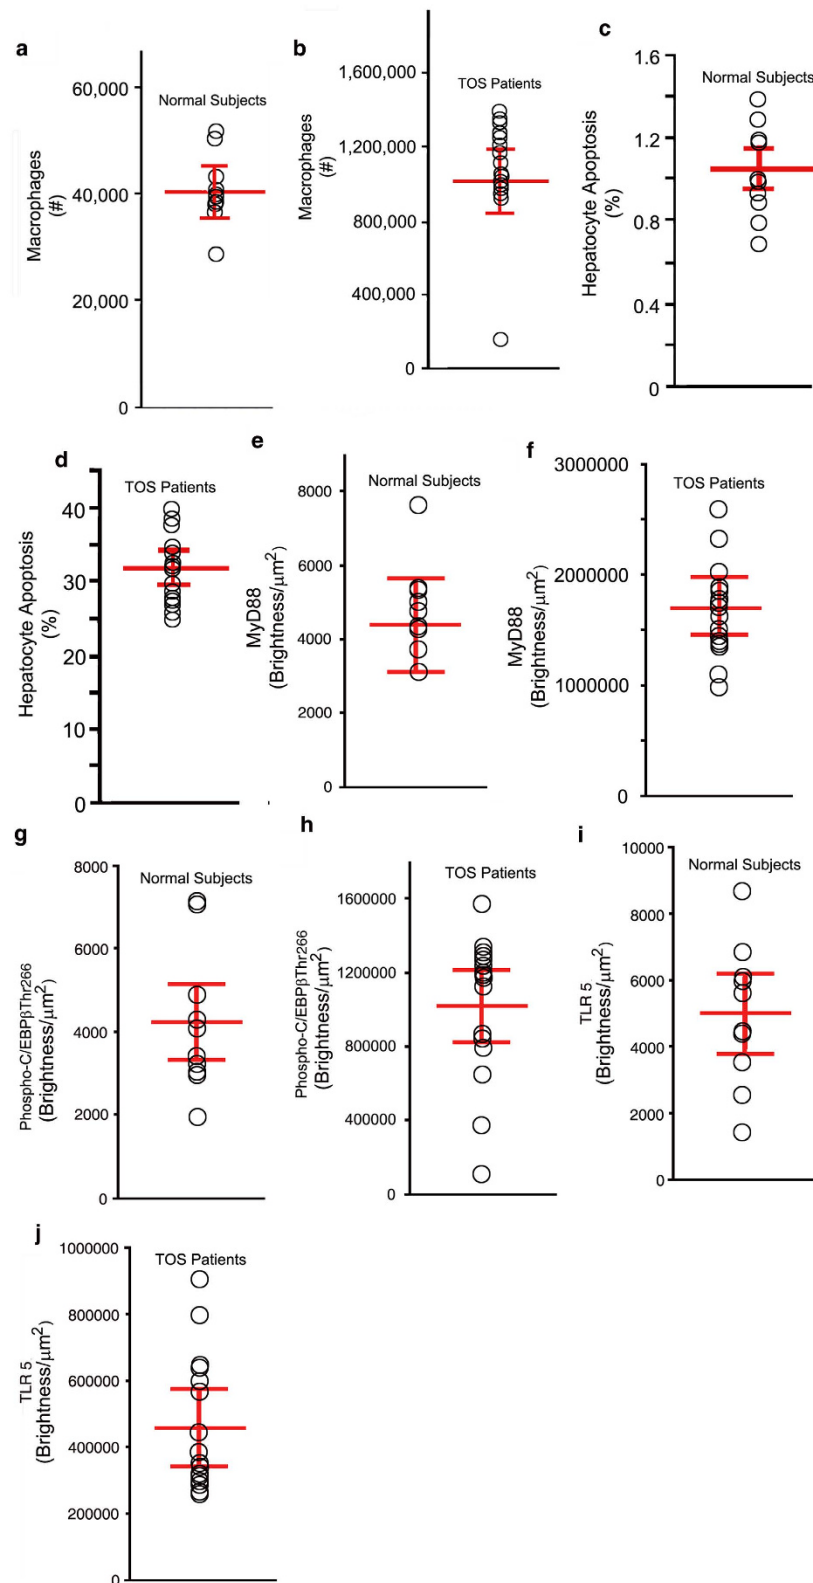 a
60,000
40,000
20,000
0
Macrophages
(#)
Normal Subjects
b
1,600,000
1,200,000
800,000
400,000
0
Macrophages
(#)
TOS Patients
c
1.6
1.2
0.8
0.4
0
Hepatocyte Apoptosis
(%)
Normal Subjects
d
40
30
20
10
0
Hepatocyte Apoptosis
(%)
TOS Patients
e
8000
6000
4000
2000
0
MyD88
(Brightness/μm²)
Normal Subjects
f
3000000
2000000
1000000
0
MyD88
(Brightness/μm²)
TOS Patients
g
8000
6000
4000
2000
0
Phospho-C/EBPβThr266
(Brightness/μm²)
Normal Subjects
h
1600000
1200000
800000
400000
0
Phospho-C/EBPβThr266
(Brightness/μm²)
TOS Patients
i
10000
8000
6000
4000
2000
0
TLR 5
(Brightness/μm²)
Normal Subjects
j
1000000
800000
600000
400000
200000
0
TLR 5
(Brightness/μm²)
TOS Patients